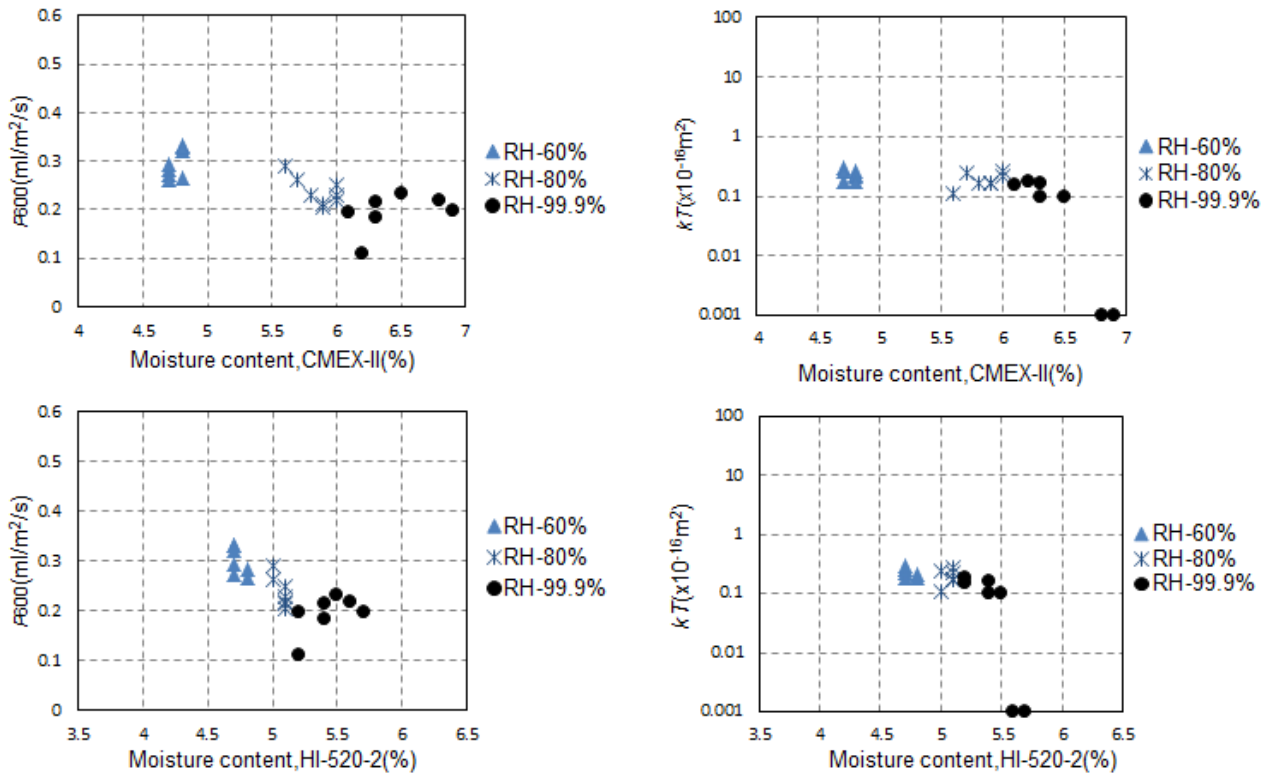 0.6
0.5
0.4
0.3
0.2
0.1
0
P600(ml/m²/s)
4 4.5 5 5.5 6 6.5 7
Moisture content,CMEX-II(%)
RH-60%
RH-80%
RH-99.9%
100
10
1
0.1
0.01
0.001
kT(x10⁻¹⁶m²)
4 4.5 5 5.5 6 6.5 7
Moisture content,CMEX-II(%)
RH-60%
RH-80%
RH-99.9%
0.6
0.5
0.4
0.3
0.2
0.1
0
P600(ml/m²/s)
3.5 4 4.5 5 5.5 6 6.5
Moisture content,HI-520-2(%)
RH-60%
RH-80%
RH-99.9%
100
10
1
0.1
0.01
0.001
kT(x10⁻¹⁶m²)
3.5 4 4.5 5 5.5 6 6.5
Moisture content,HI-520-2(%)
RH-60%
RH-80%
RH-99.9%